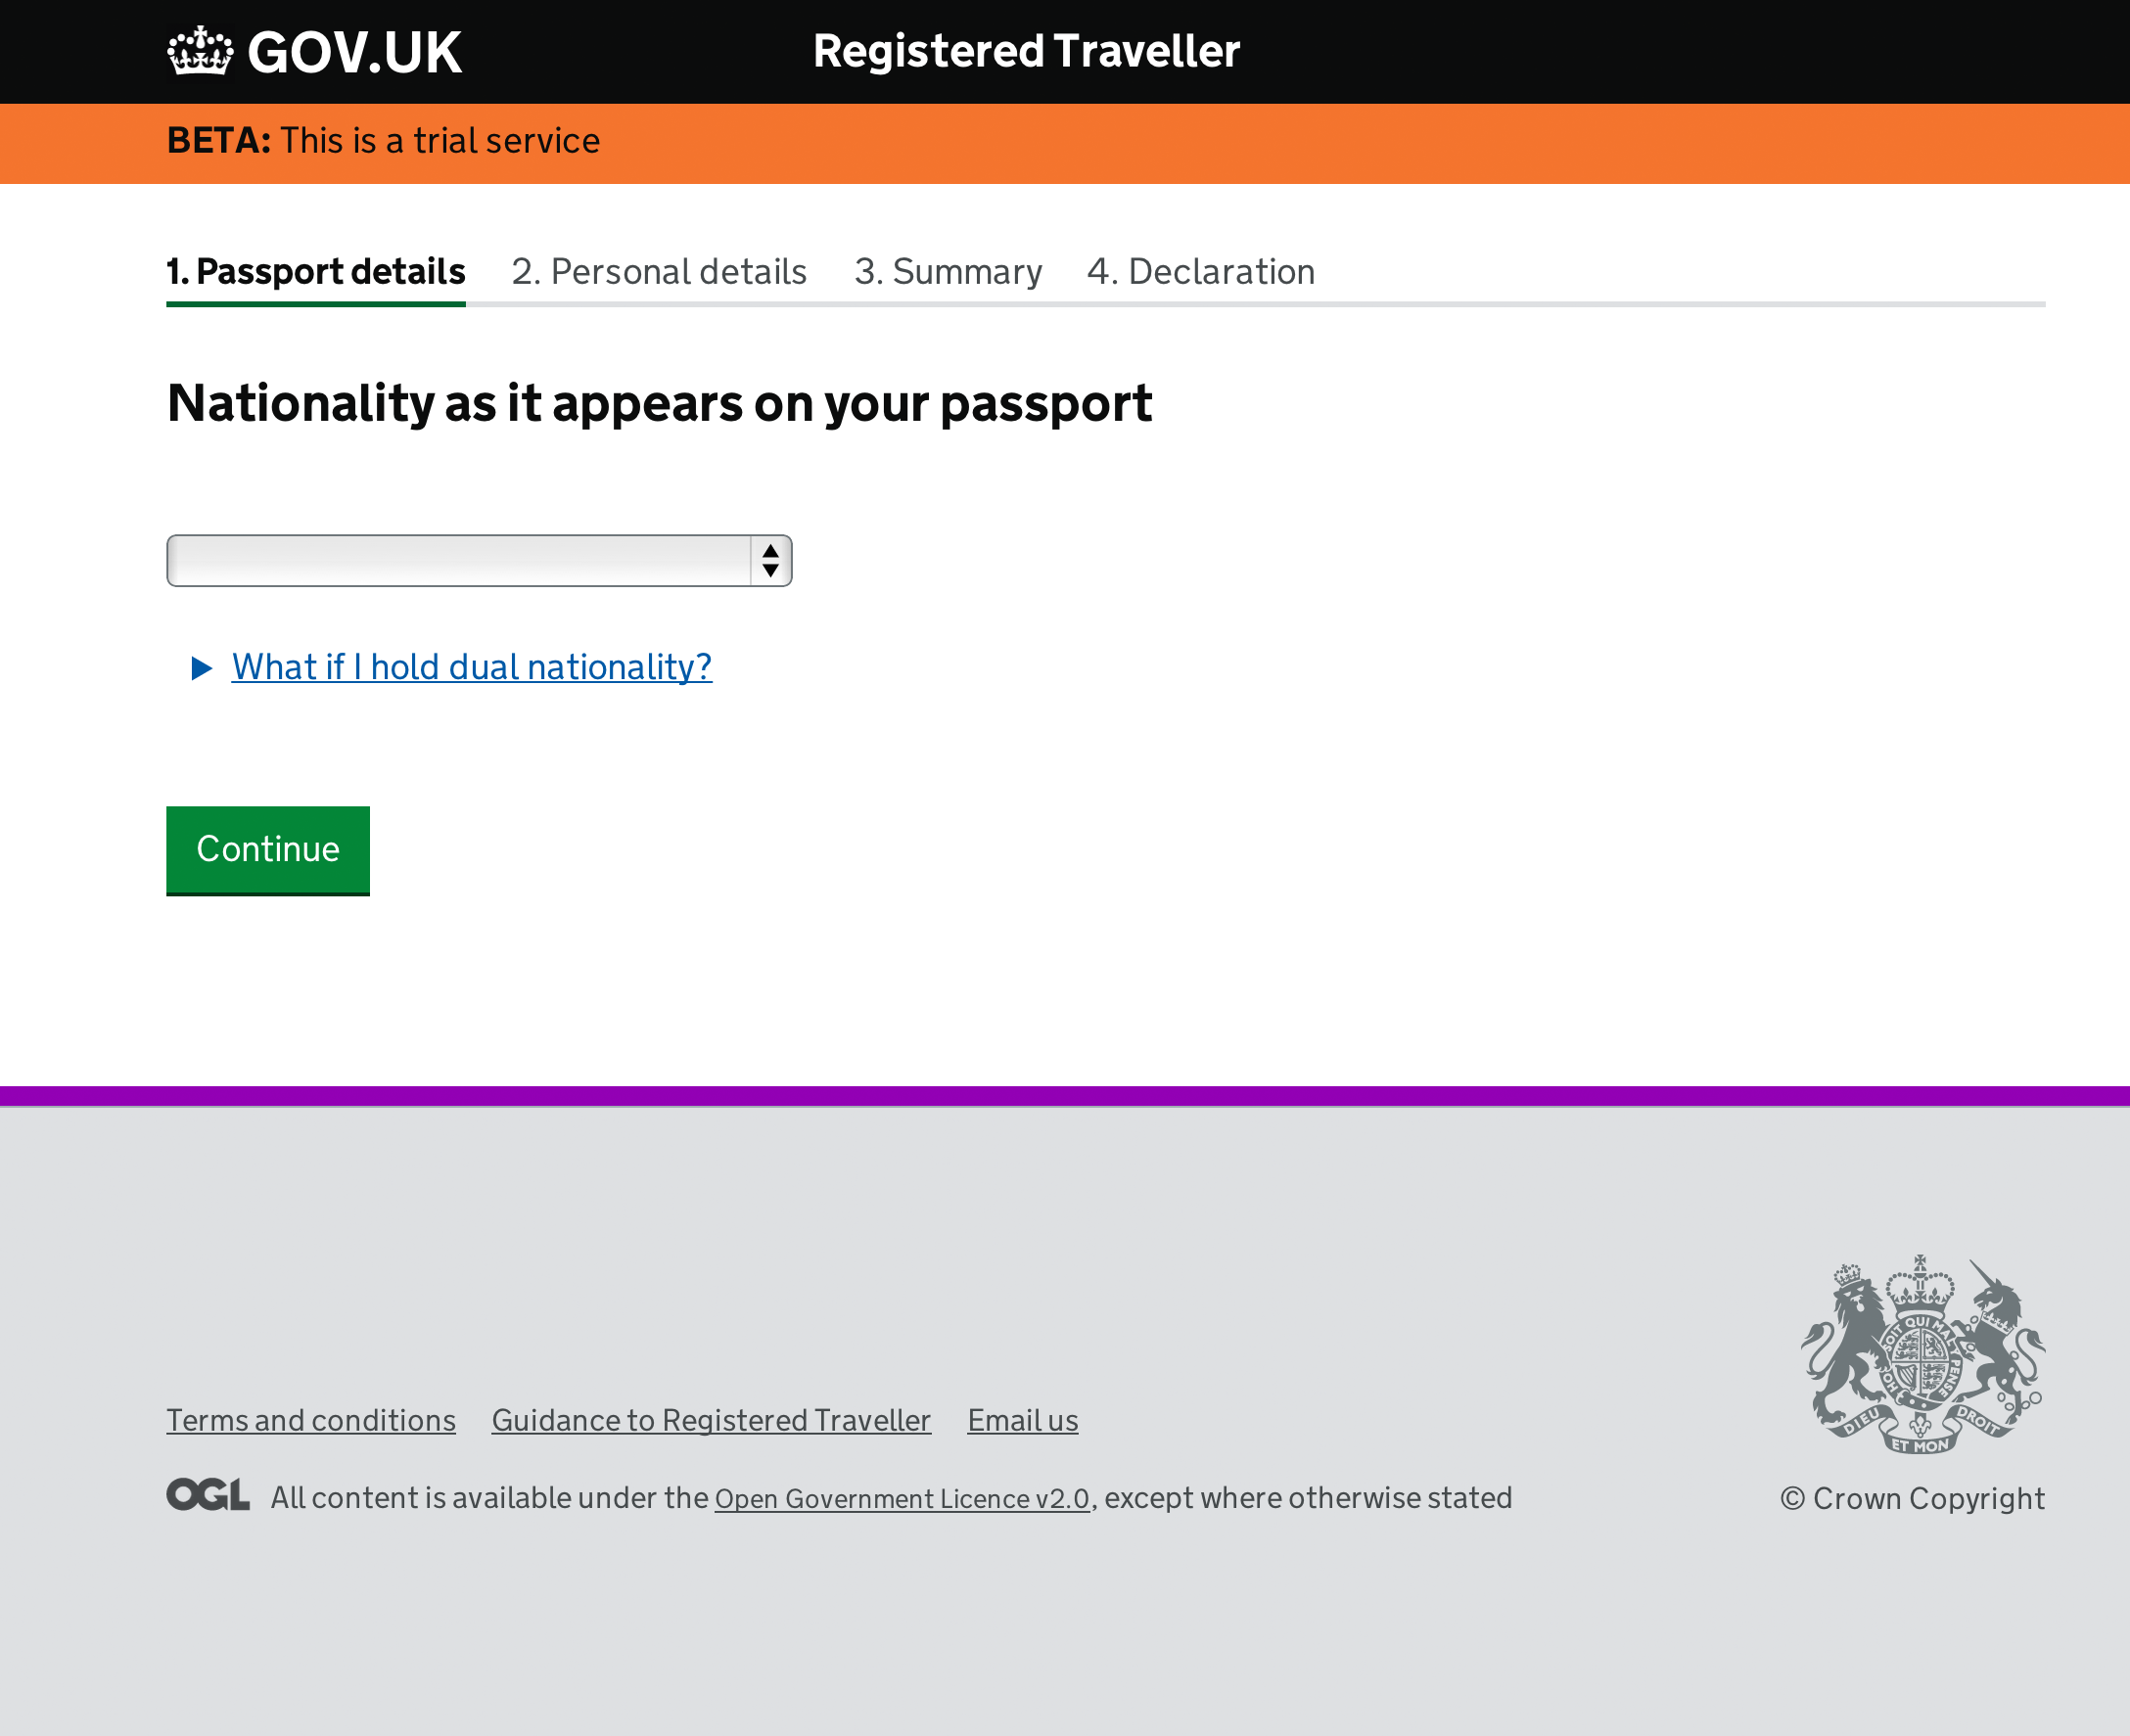 GOV.UK
Registered Traveller
BETA: This is a trial service
1. Passport details 2. Personal details 3. Summary 4. Declaration
Nationality as it appears on your passport
What if I hold dual nationality?
Continue
Terms and conditions Guidance to Registered Traveller Email us
OGL All content is available under the Open Government Licence v2.0, except where otherwise stated
SOIT QUI MAL Y PENSE
HO
DIEU ET MON DROIT
© Crown Copyright